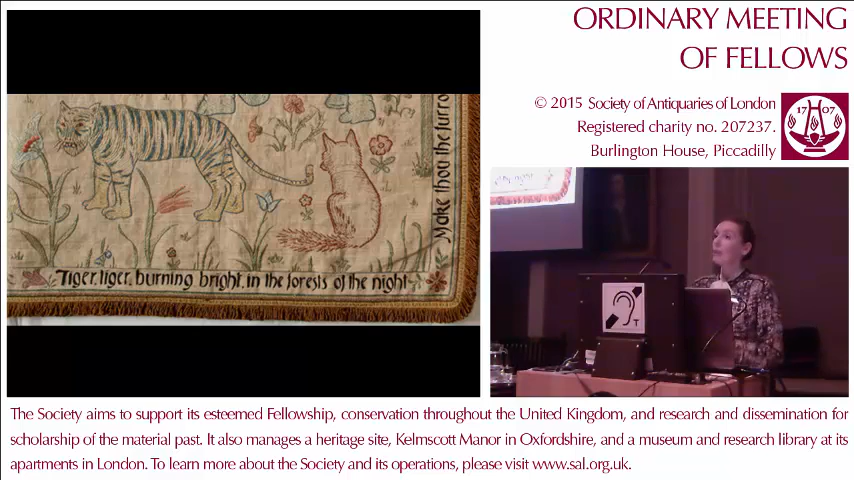 ORDINARY MEETING
OF FELLOWS
© 2015 Society of Antiquaries of London
Registered charity no. 207237.
Burlington House, Piccadilly
17 07
Make thou the furro
Tiger, tiger, burning bright, in the forests of the night
T
The Society aims to support its esteemed Fellowship, conservation throughout the United Kingdom, and research and dissemination for
scholarship of the material past. It also manages a heritage site, Kelmscott Manor in Oxfordshire, and a museum and research library at its
apartments in London. To learn more about the Society and its operations, please visit www.sal.org.uk.